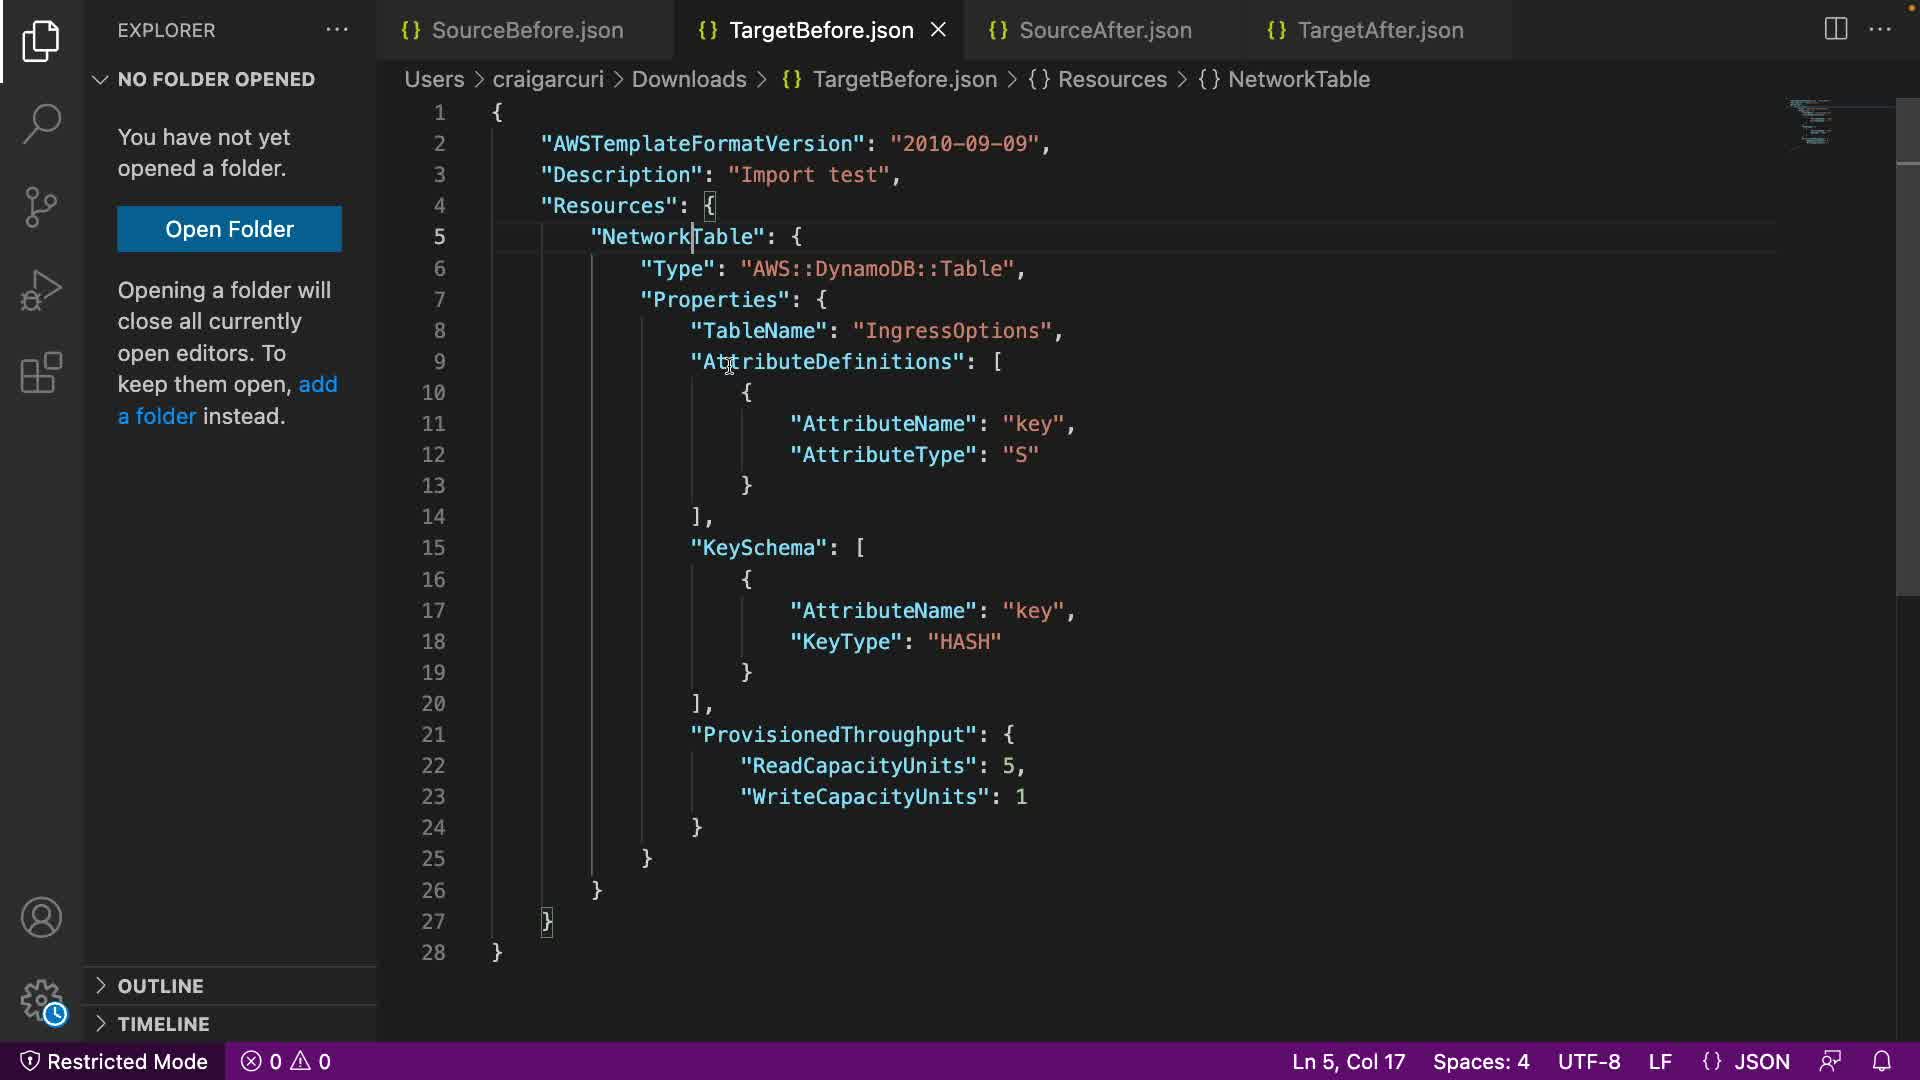 EXPLORER
NO FOLDER OPENED
You have not yet
opened a folder.
Open Folder
Opening a folder will
close all currently
open editors. To
keep them open, add
a folder instead.
OUTLINE
TIMELINE
{} SourceBefore.json
{} TargetBefore.json
{} SourceAfter.json
{} TargetAfter.json
Users > craigarcuri > Downloads > {} TargetBefore.json > {} Resources > {} NetworkTable
1 {
2 "AWSTemplateFormatVersion": "2010-09-09",
3 "Description": "Import test",
4 "Resources": {
5 "NetworkTable": {
6 "Type": "AWS::DynamoDB::Table",
7 "Properties": {
8 "TableName": "IngressOptions",
9 "AttributeDefinitions": [
10 {
11 "AttributeName": "key",
12 "AttributeType": "S"
13 }
14 ],
15 "KeySchema": [
16 {
17 "AttributeName": "key",
18 "KeyType": "HASH"
19 }
20 ],
21 "ProvisionedThroughput": {
22 "ReadCapacityUnits": 5,
23 "WriteCapacityUnits": 1
24 }
25 }
26 }
27 }
28 }
Restricted Mode 0 0 Ln 5, Col 17 Spaces: 4 UTF-8 LF {} JSON